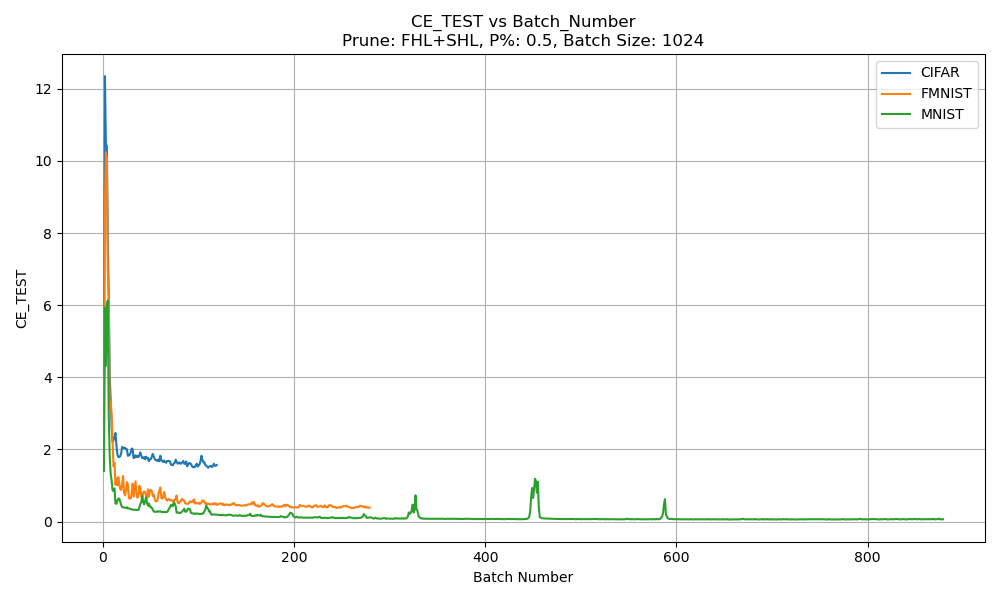 CE_TEST vs Batch_Number
Prune: FHL+SHL, P%: 0.5, Batch Size: 1024
CIFAR
FMNIST
MNIST
12
10
8
6
4
2
0
CE_TEST
0 200 400 600 800
Batch Number